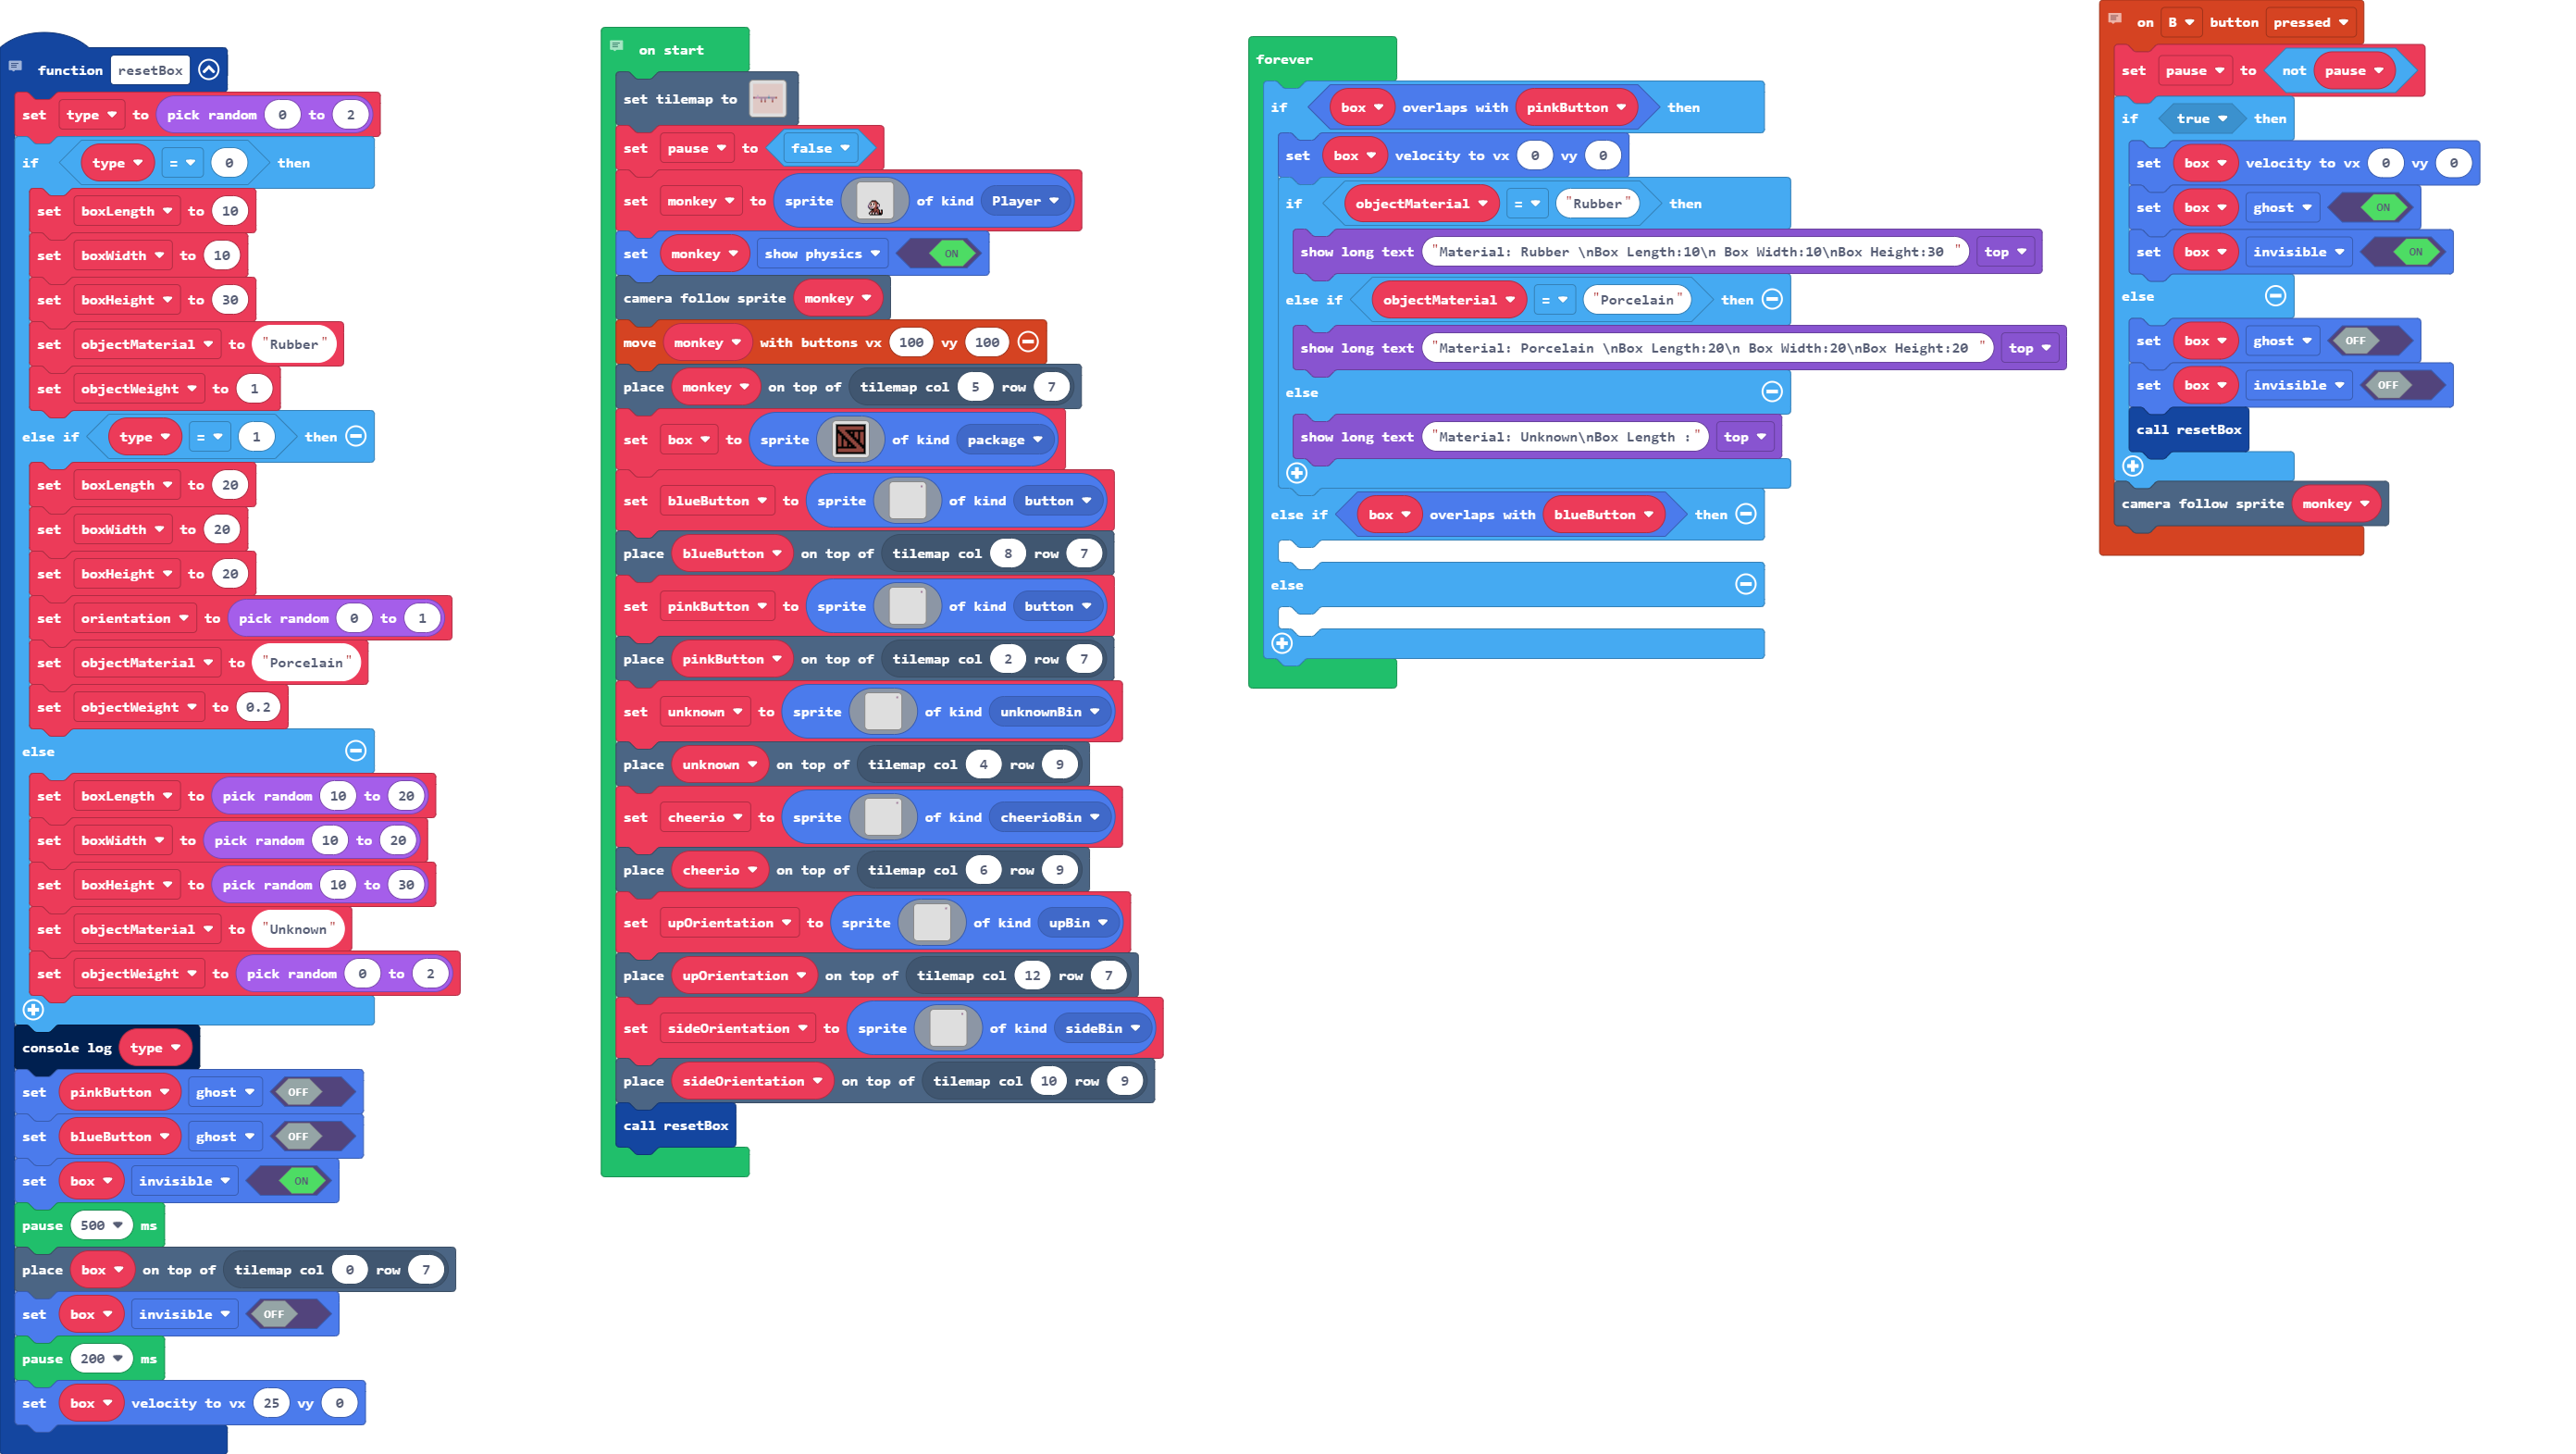 function resetBox
set type to pick random 0 to 2
if type = 0 then
set boxLength to 10
set boxWidth to 10
set boxHeight to 30
set objectMaterial to "Rubber"
set objectWeight to 1
else if type = 1 then
set boxLength to 20
set boxWidth to 20
set boxHeight to 20
set orientation to pick random 0 to 1
set objectMaterial to "Porcelain"
set objectWeight to 0.2
else
set boxLength to pick random 10 to 20
set boxWidth to pick random 10 to 20
set boxHeight to pick random 10 to 30
set objectMaterial to "Unknown"
set objectWeight to pick random 0 to 2
console log type
set pinkButton ghost OFF
set blueButton ghost OFF
set box invisible ON
pause 500 ms
place box on top of tilemap col 0 row 7
set box invisible OFF
pause 200 ms
set box velocity to vx 25 vy 0
on start
set tilemap to
set pause to false
set monkey to sprite of kind Player
set monkey show physics ON
camera follow sprite monkey
move monkey with buttons vx 100 vy 100
place monkey on top of tilemap col 5 row 7
set box to sprite of kind package
set blueButton to sprite of kind button
place blueButton on top of tilemap col 8 row 7
set pinkButton to sprite of kind button
place pinkButton on top of tilemap col 2 row 7
set unknown to sprite of kind unknownBin
place unknown on top of tilemap col 4 row 9
set cheerio to sprite of kind cheerioBin
place cheerio on top of tilemap col 6 row 9
set upOrientation to sprite of kind upBin
place upOrientation on top of tilemap col 12 row 7
set sideOrientation to sprite of kind sideBin
place sideOrientation on top of tilemap col 10 row 9
call resetBox
forever
if box overlaps with pinkButton then
set box velocity to vx 0 vy 0
if objectMaterial = "Rubber" then
show long text "Material: Rubber \nBox Length:10\n Box Width:10\nBox Height:30 " top
else if objectMaterial = "Porcelain" then
show long text "Material: Porcelain \nBox Length:20\n Box Width:20\nBox Height:20 " top
else
show long text "Material: Unknown\nBox Length :" top
else if box overlaps with blueButton then
else
on B button pressed
set pause to not pause
if true then
set box velocity to vx 0 vy 0
set box ghost ON
set box invisible ON
else
set box ghost OFF
set box invisible OFF
call resetBox
camera follow sprite monkey